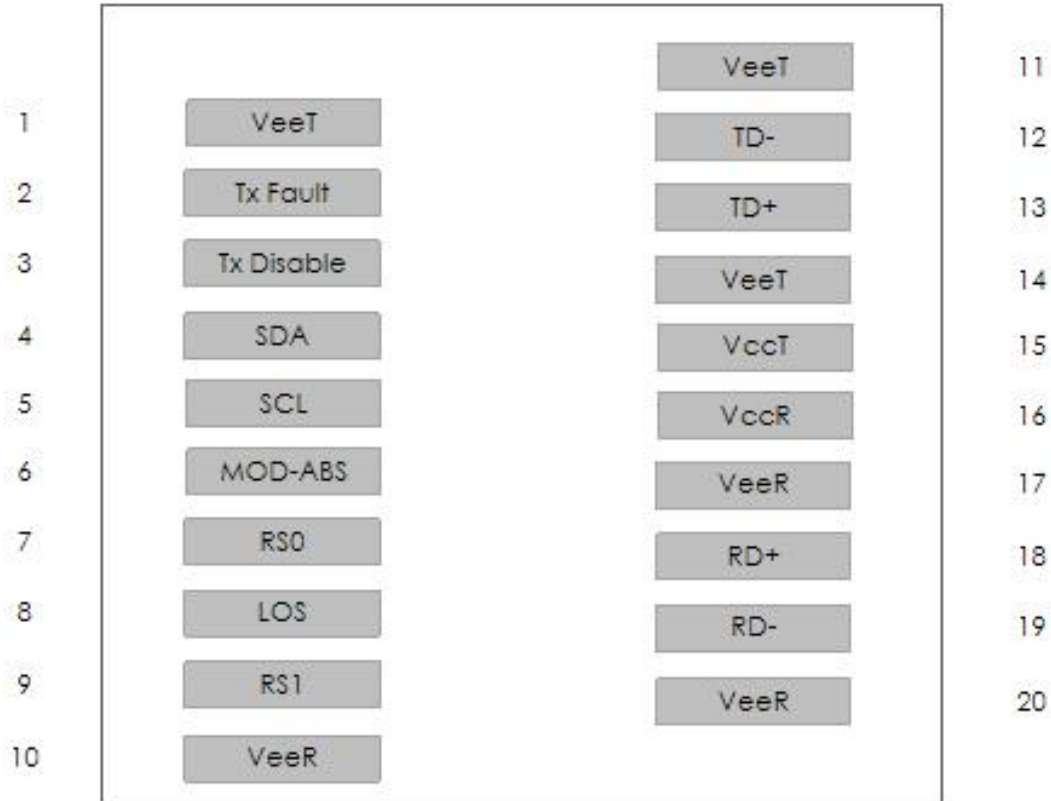 VeeT 11
1 VeeT
TD- 12
2 Tx Fault
TD+ 13
3 Tx Disable
VeeT 14
4 SDA
VccT 15
5 SCL
VccR 16
6 MOD-ABS
VeeR 17
7 RS0
RD+ 18
8 LOS
RD- 19
9 RS1
VeeR 20
10 VeeR